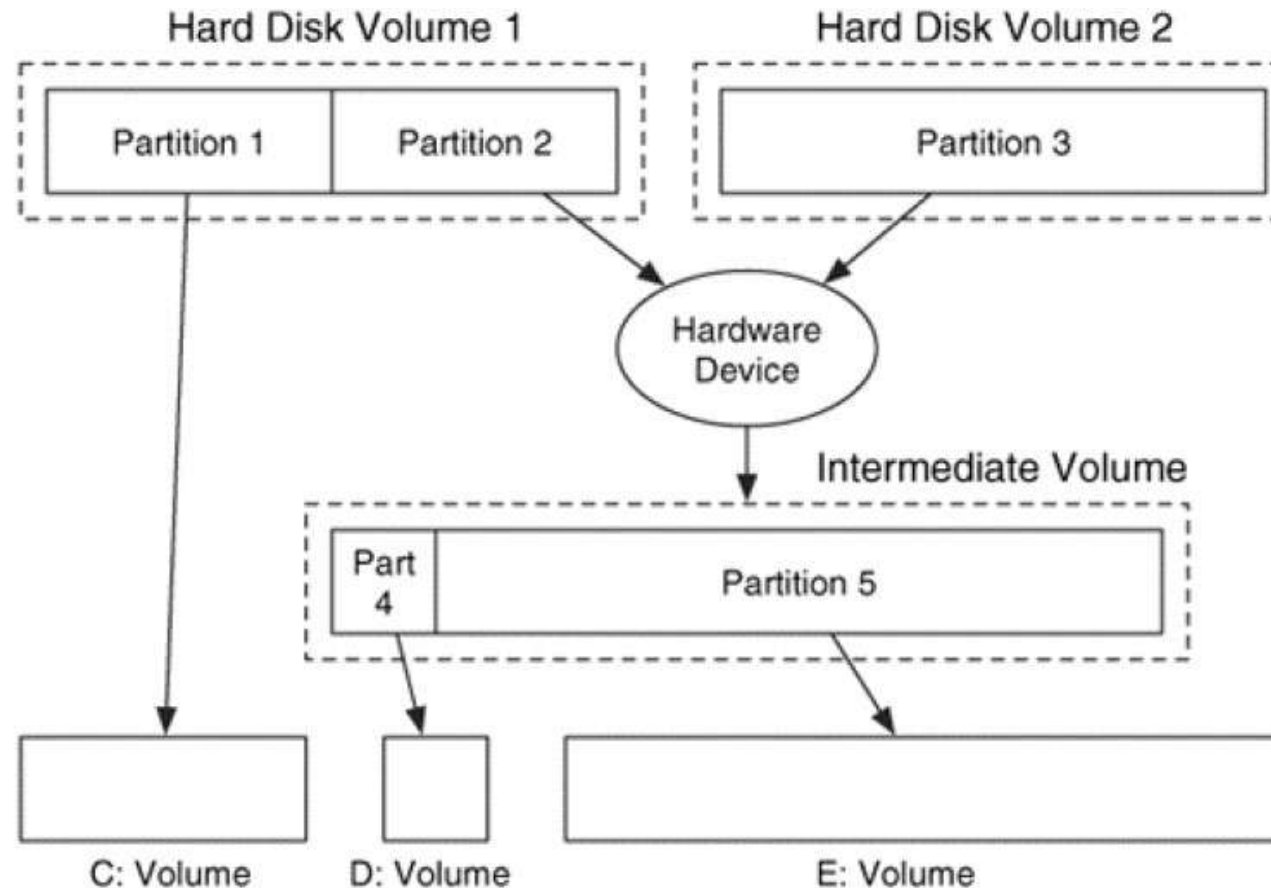 Hard Disk Volume 1
Hard Disk Volume 2
Partition 1
Partition 2
Partition 3
Hardware
Device
Intermediate Volume
Part
4
Partition 5
C: Volume
D: Volume
E: Volume